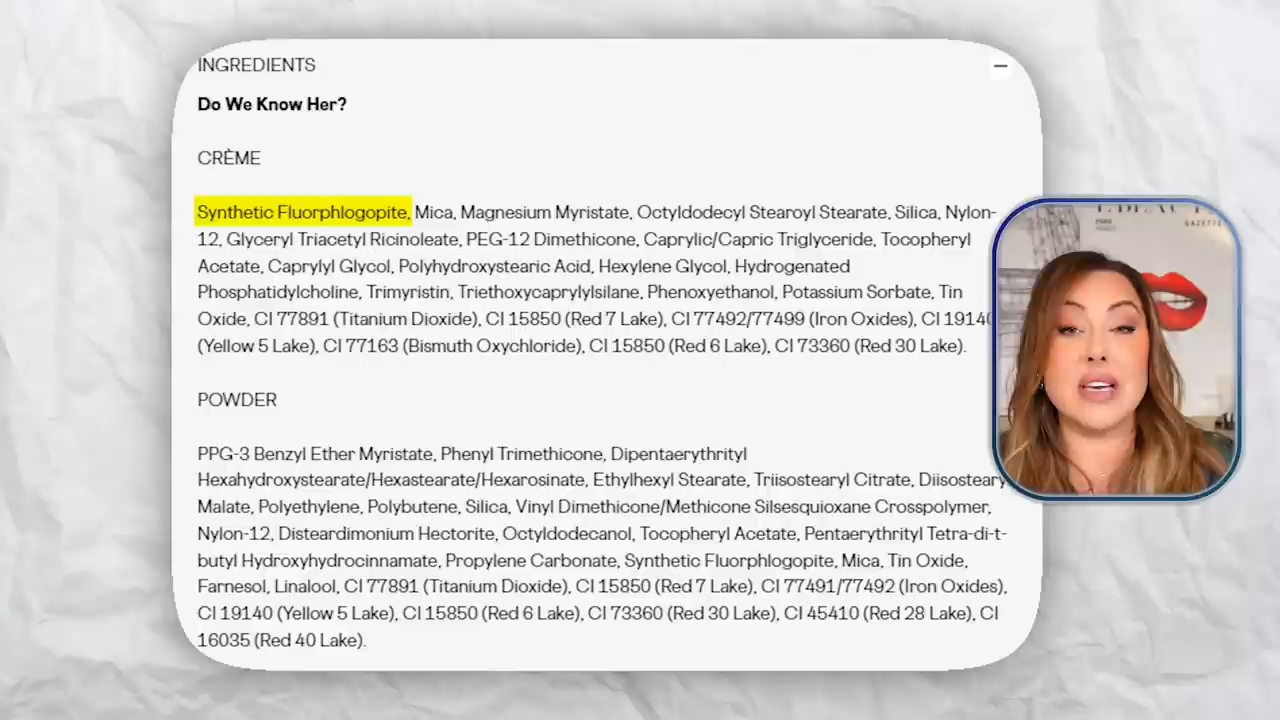 INGREDIENTS
Do We Know Her?
CRÈME
Synthetic Fluorphlogopite, Mica, Magnesium Myristate, Octyldodecyl Stearoyl Stearate, Silica, Nylon-
12, Glyceryl Triacetyl Ricinoleate, PEG-12 Dimethicone, Caprylic/Capric Triglyceride, Tocopheryl
Acetate, Caprylyl Glycol, Polyhydroxystearic Acid, Hexylene Glycol, Hydrogenated
Phosphatidylcholine, Trimyristin, Triethoxycaprylylsilane, Phenoxyethanol, Potassium Sorbate, Tin
Oxide, CI 77891 (Titanium Dioxide), CI 15850 (Red 7 Lake), CI 77492/77499 (Iron Oxides), CI 19140
(Yellow 5 Lake), CI 77163 (Bismuth Oxychloride), CI 15850 (Red 6 Lake), CI 73360 (Red 30 Lake).
POWDER
PPG-3 Benzyl Ether Myristate, Phenyl Trimethicone, Dipentaerythrityl
Hexahydroxystearate/Hexastearate/Hexarosinate, Ethylhexyl Stearate, Triisostearyl Citrate, Diisosteary
Malate, Polyethylene, Polybutene, Silica, Vinyl Dimethicone/Methicone Silsesquioxane Crosspolymer,
Nylon-12, Disteardimonium Hectorite, Octyldodecanol, Tocopheryl Acetate, Pentaerythrityl Tetra-di-t-
butyl Hydroxyhydrocinnamate, Propylene Carbonate, Synthetic Fluorphlogopite, Mica, Tin Oxide,
Farnesol, Linalool, CI 77891 (Titanium Dioxide), CI 15850 (Red 7 Lake), CI 77491/77492 (Iron Oxides),
CI 19140 (Yellow 5 Lake), CI 15850 (Red 6 Lake), CI 73360 (Red 30 Lake), CI 45410 (Red 28 Lake), CI
16035 (Red 40 Lake).